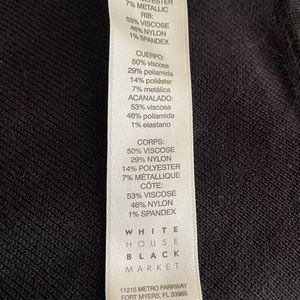 POLYESTER
7% METALLIC
RIB:
53% VISCOSE
46% NYLON
1% SPANDEX
CUERPO:
50% viscosa
29% poliamida
14% poliéster
7% metálica
ACANALADO:
53% viscosa
46% poliamida
1% elastano
CORPS:
50% VISCOSE
29% NYLON
14% POLYESTER
7% MÉTALLIQUE
CÔTE:
53% VISCOSE
46% NYLON
1% SPANDEX
WHITE
HOUSE
BLACK
MARKET
11215 METRO PARKWAY
FORT MYERS, FL 33966